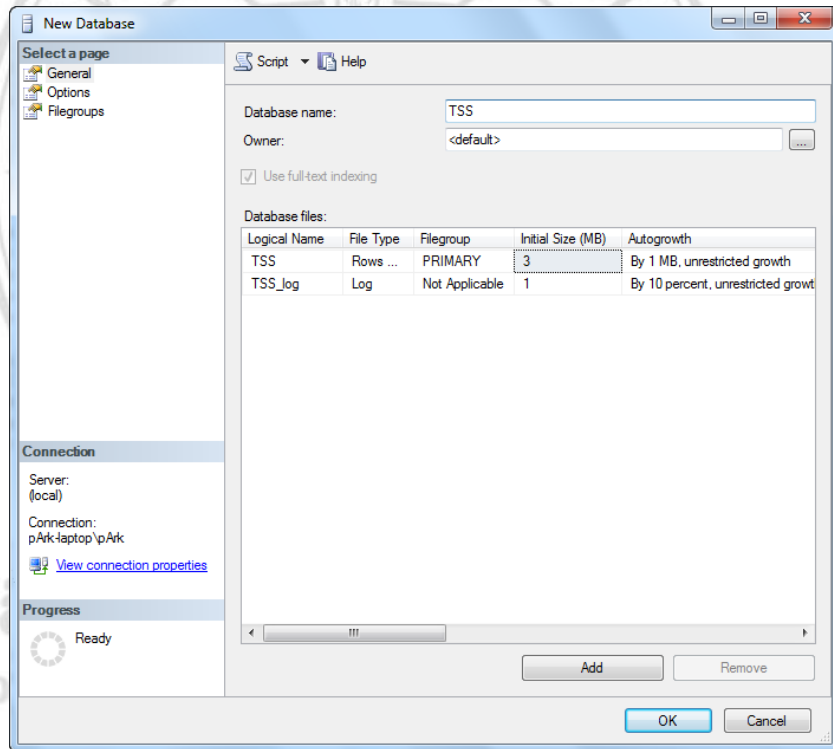 New Database
Select a page
General
Options
Filegroups
Script Help
Database name: TSS
Owner: <default> ...
Use full-text indexing
Database files:
Logical Name File Type Filegroup Initial Size (MB) Autogrowth
TSS Rows ... PRIMARY 3 By 1 MB, unrestricted growth
TSS_log Log Not Applicable 1 By 10 percent, unrestricted growt
Connection
Server:
(local)
Connection:
pArk-laptop\pArk
View connection properties
Progress
Ready
Add Remove
OK Cancel